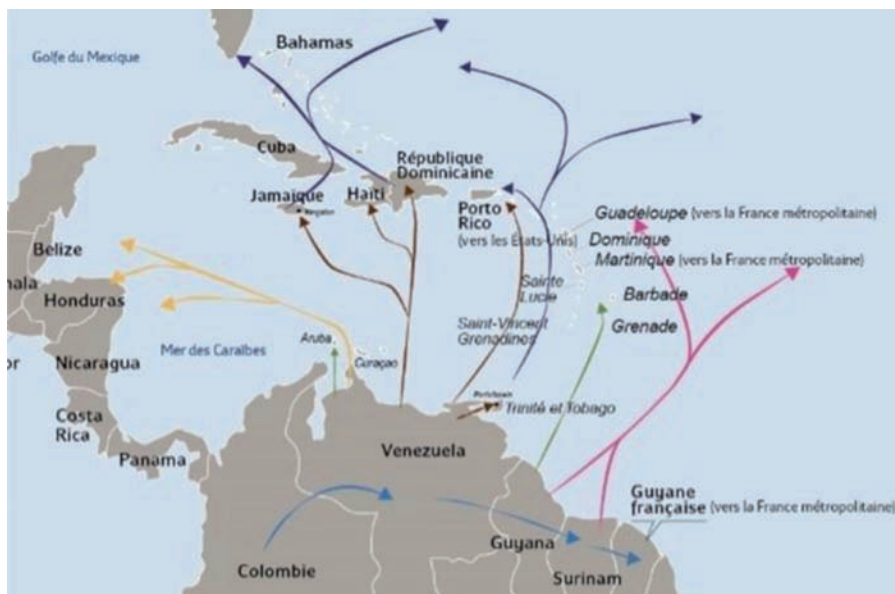 Bahamas
Golfe du Mexique
Cuba
République
Dominicaine
Jamaïque
Haïti
Kingston
Porto
Rico
(vers les États-Unis)
Guadeloupe (vers la France métropolitaine)
Dominique
Martinique (vers la France métropolitaine)
Belize
Sainte
Lucie
Barbade
nala
Honduras
Saint-Vincent
Grenadines
Grenade
Aruba
Mer des Caraïbes
Curaçao
or
Nicaragua
Trinité et Tobago
Costa
Rica
Venezuela
Panama
Guyane
française (vers la France métropolitaine)
Guyana
Colombie
Surinam